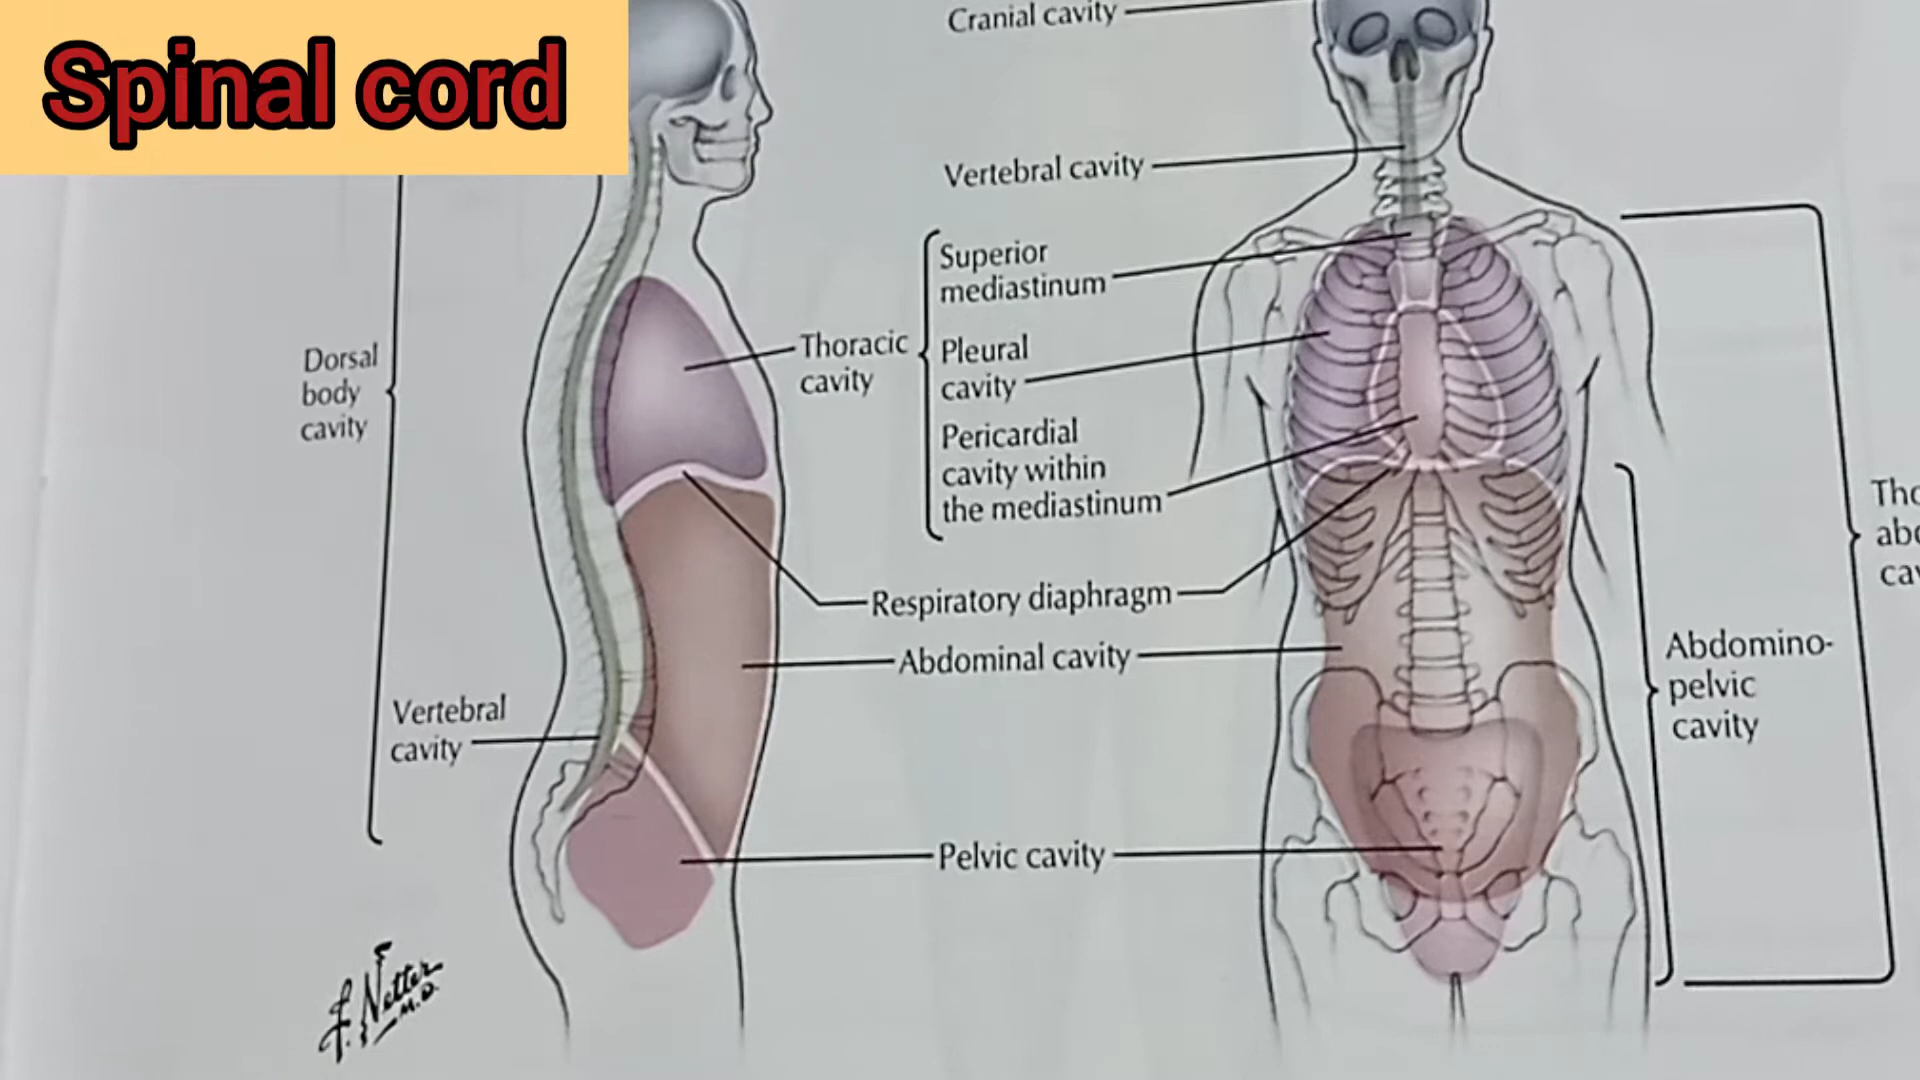 Spinal cord
Cranial cavity
Vertebral cavity
Superior
mediastinum
Dorsal
body
cavity
Thoracic
cavity
Pleural
cavity
Pericardial
cavity within
the mediastinum
Respiratory diaphragm
Abdominal cavity
Abdomino-
pelvic
cavity
Vertebral
cavity
Pelvic cavity
F. Netter
M.D.